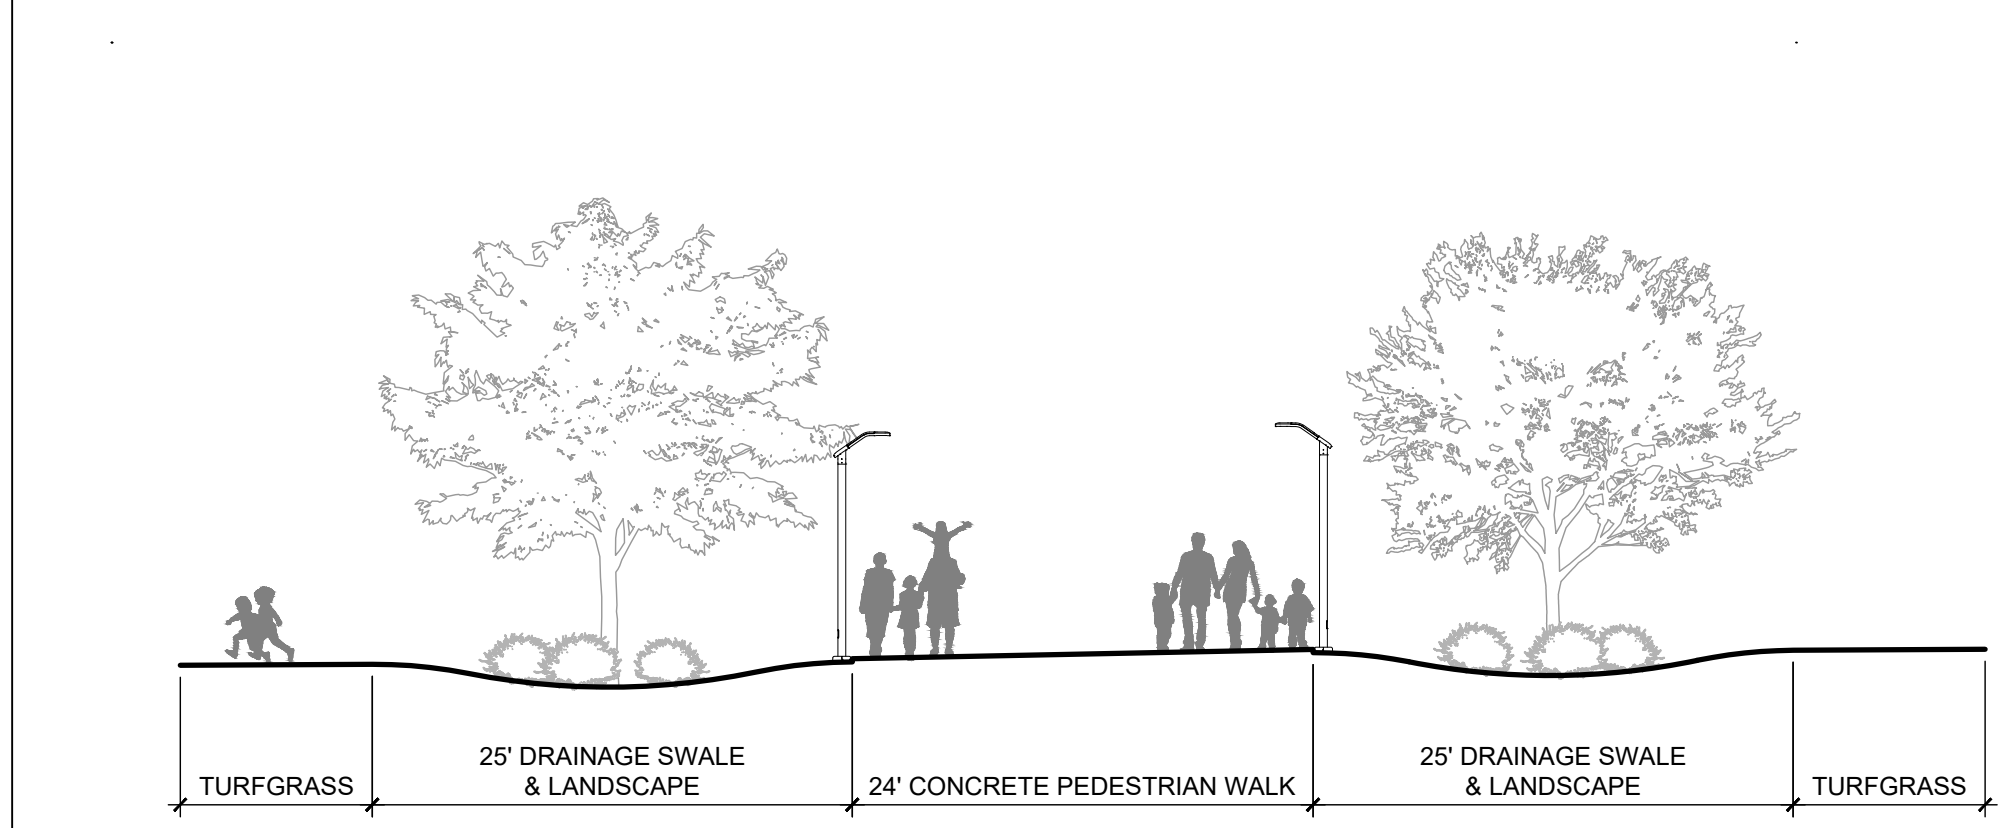 TURFGRASS
25' DRAINAGE SWALE
& LANDSCAPE
24' CONCRETE PEDESTRIAN WALK
25' DRAINAGE SWALE
& LANDSCAPE
TURFGRASS